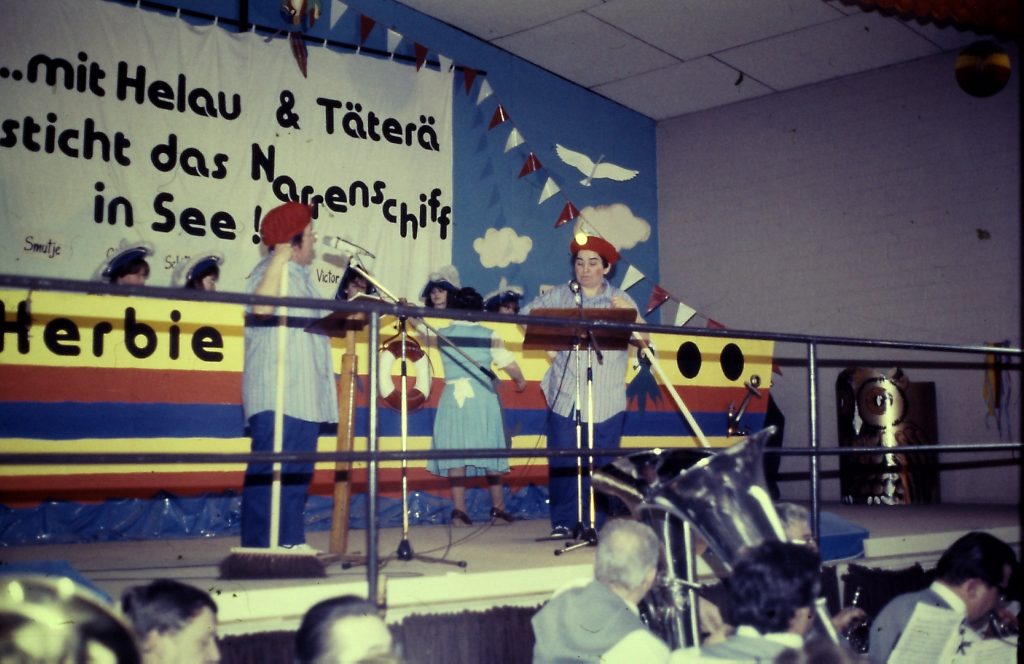 ...mit Helau & Täterä
sticht das Narrenschiff
in See !
Smutje
Victor
Herbie